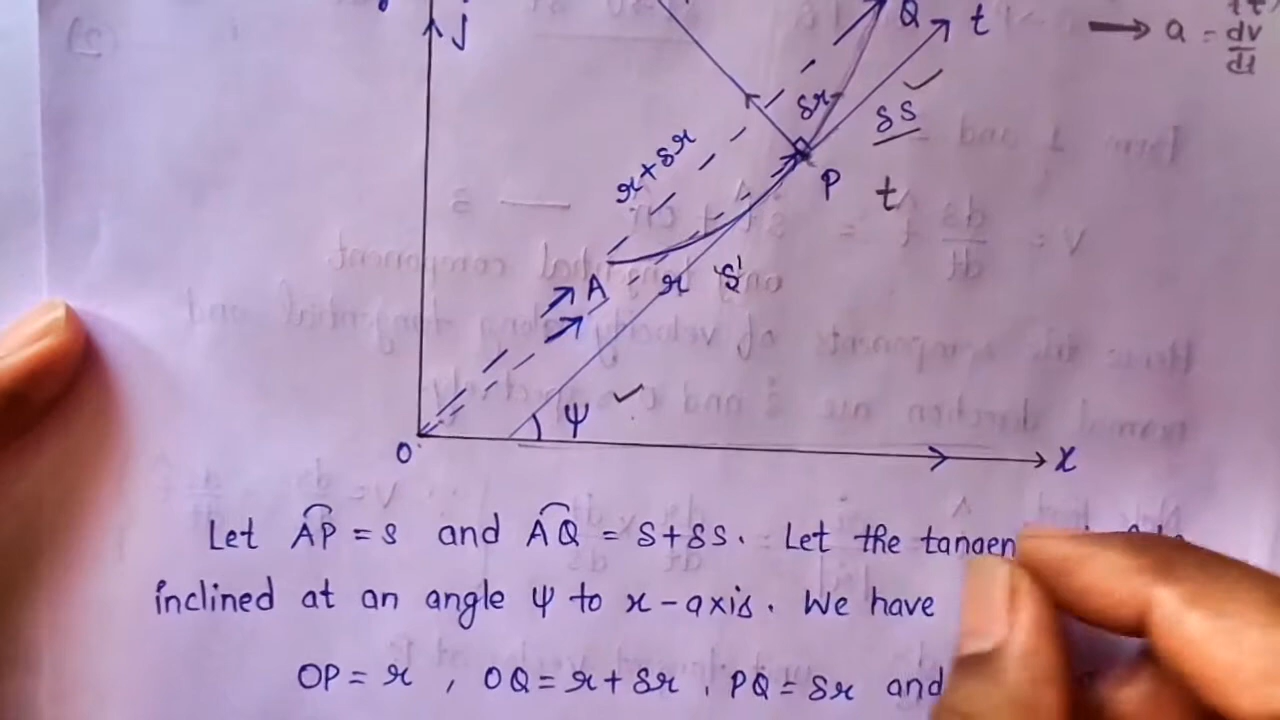 j
Q
t
→ a = dv
dt
δr
δs
r+δr
P
t
A
r
s
ψ
O
x
Let AP = s and AQ = s+δs. Let the
inclined at an angle ψ to x-axis. We have
OP = r, OQ = r+δr, PQ = δr and